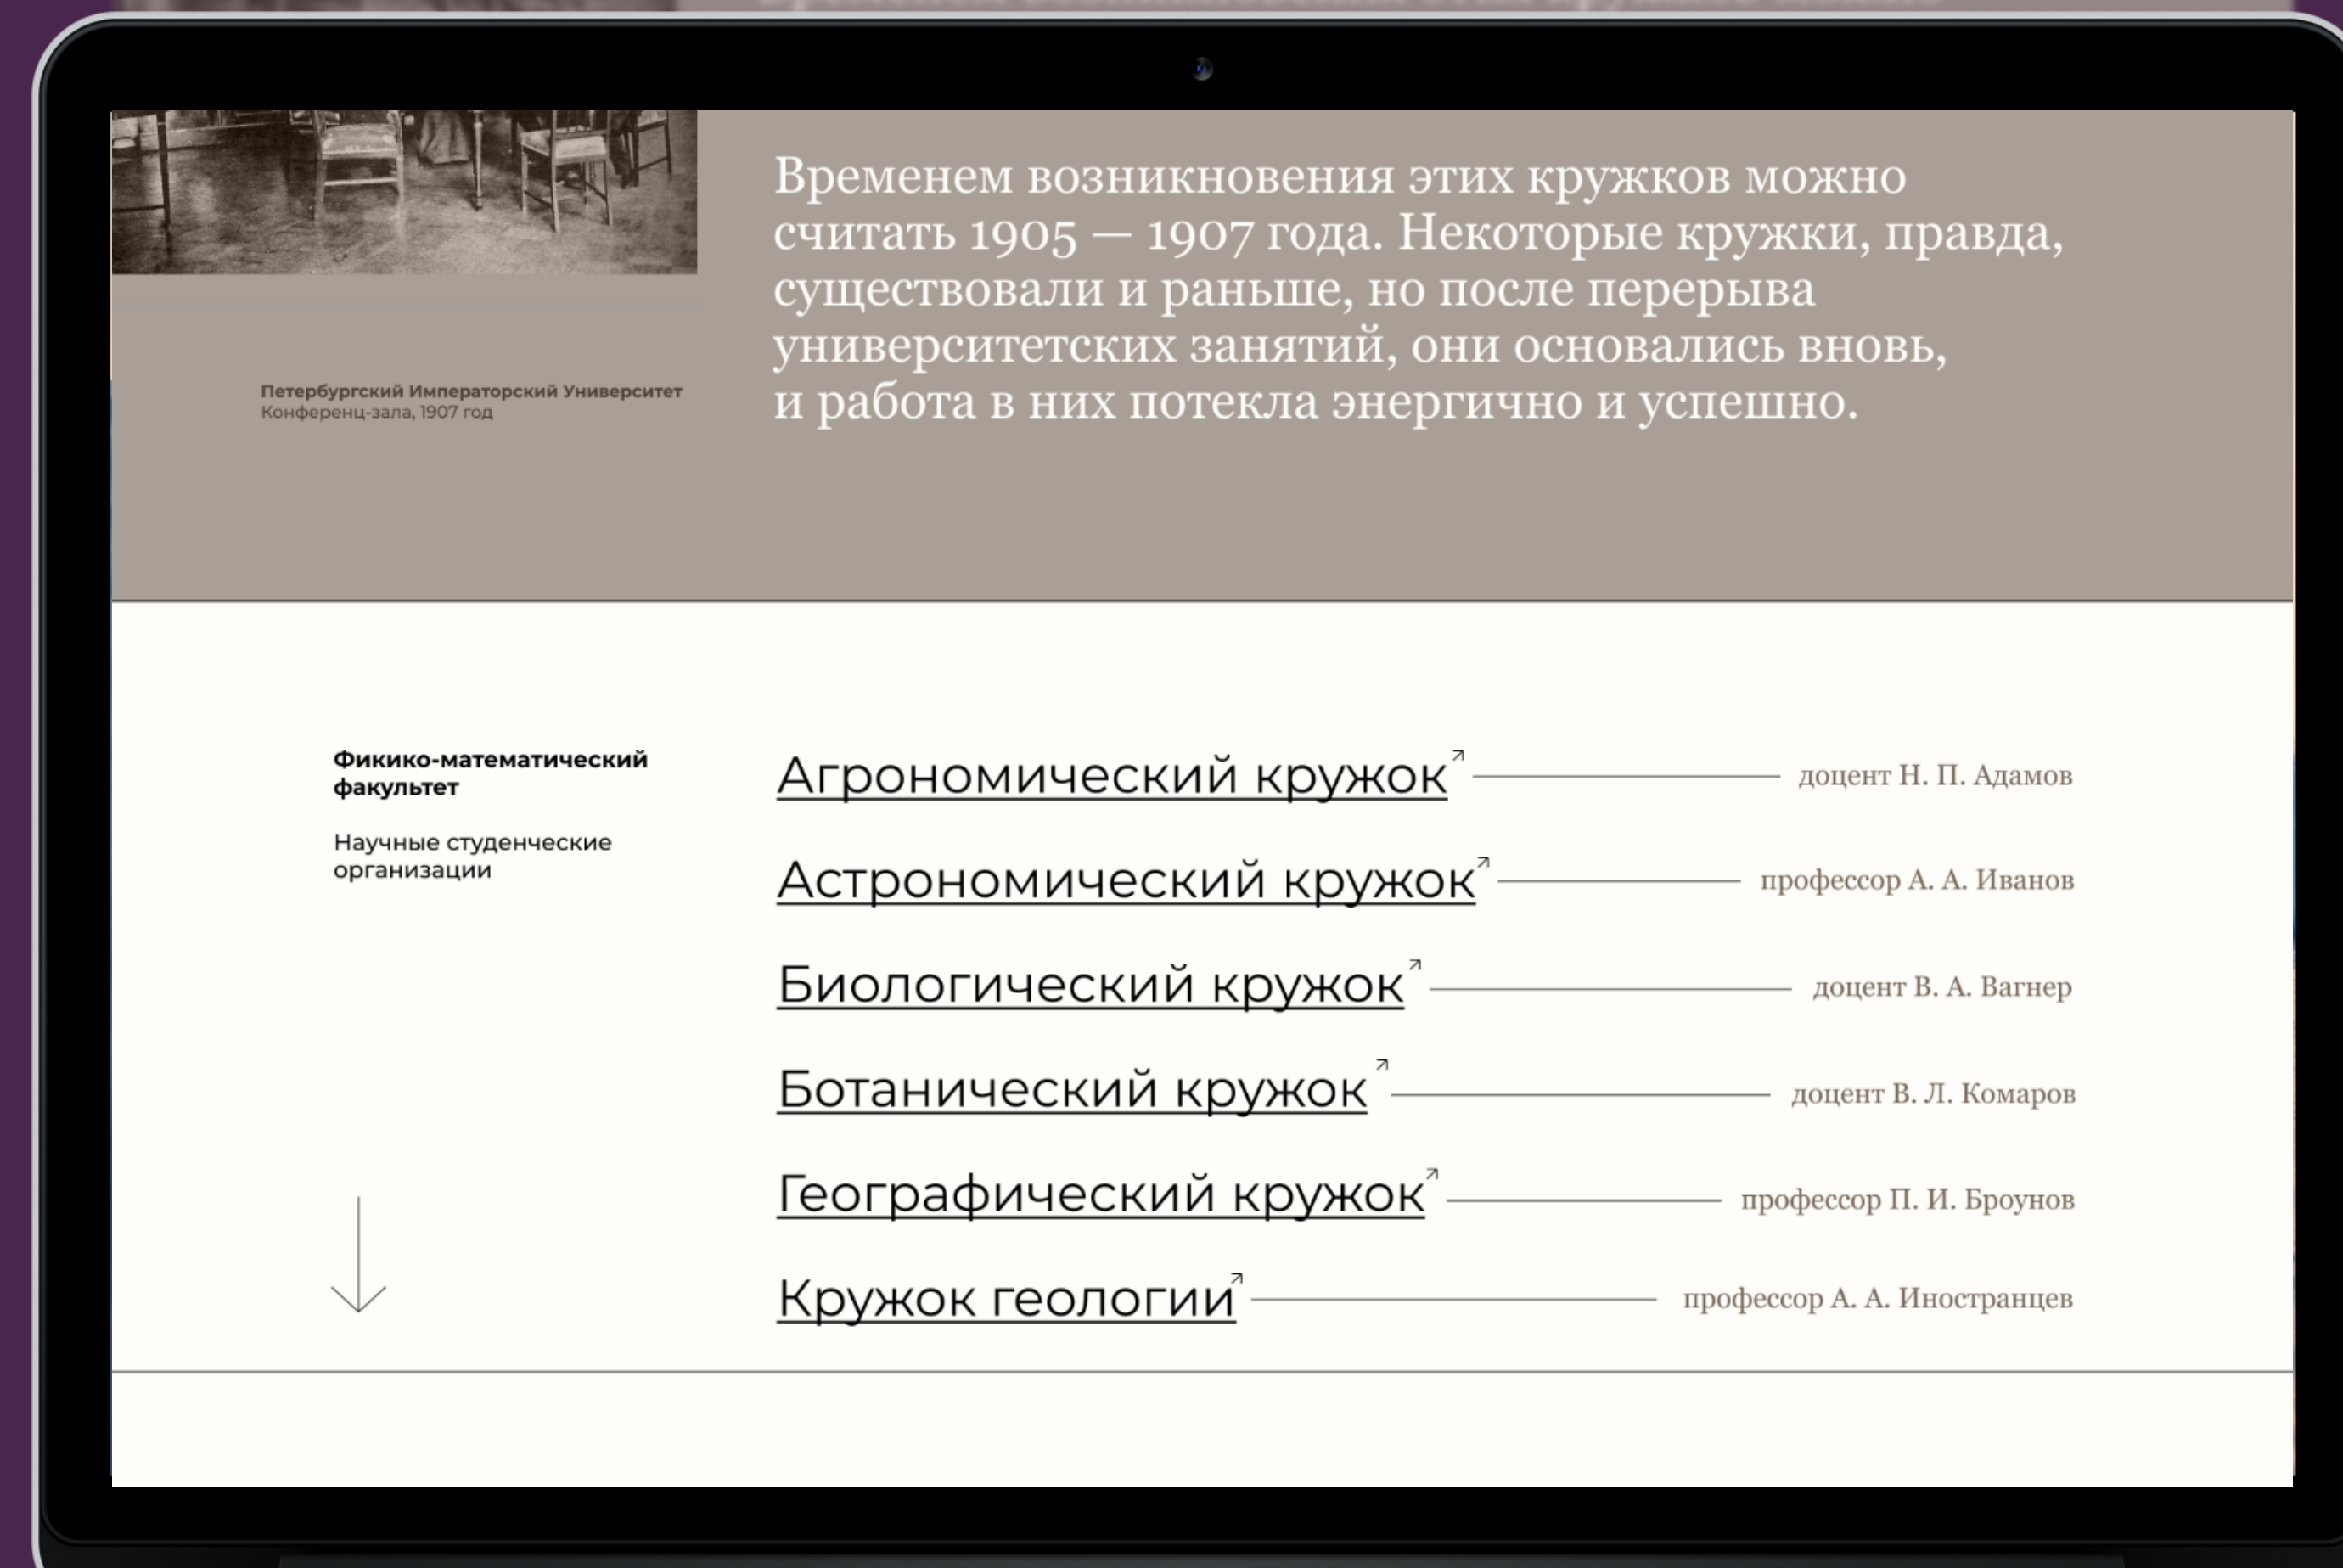 Временем возникновения этих кружков можно
считать 1905 — 1907 года. Некоторые кружки, правда,
существовали и раньше, но после перерыва
университетских занятий, они основались вновь,
и работа в них потекла энергично и успешно.
Петербургский Императорский Университет
Конференц-зала, 1907 год
Фикико-математический
факультет
Научные студенческие
организации
Агрономический кружок доцент Н. П. Адамов
Астрономический кружок профессор А. А. Иванов
Биологический кружок доцент В. А. Вагнер
Ботанический кружок доцент В. Л. Комаров
Географический кружок профессор П. И. Броунов
Кружок геологии профессор А. А. Иностранцев